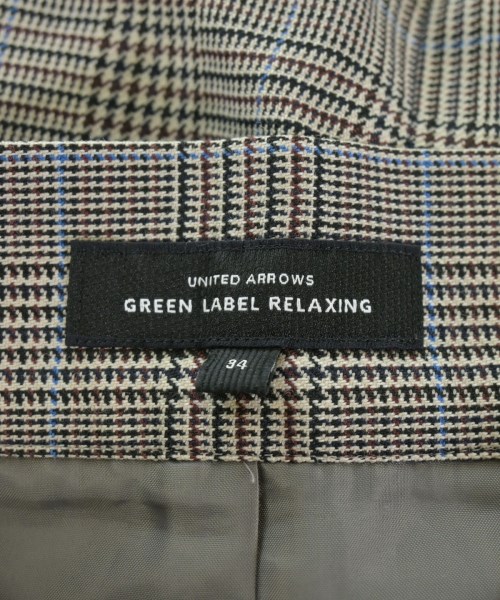 UNITED ARROWS
GREEN LABEL RELAXING
34